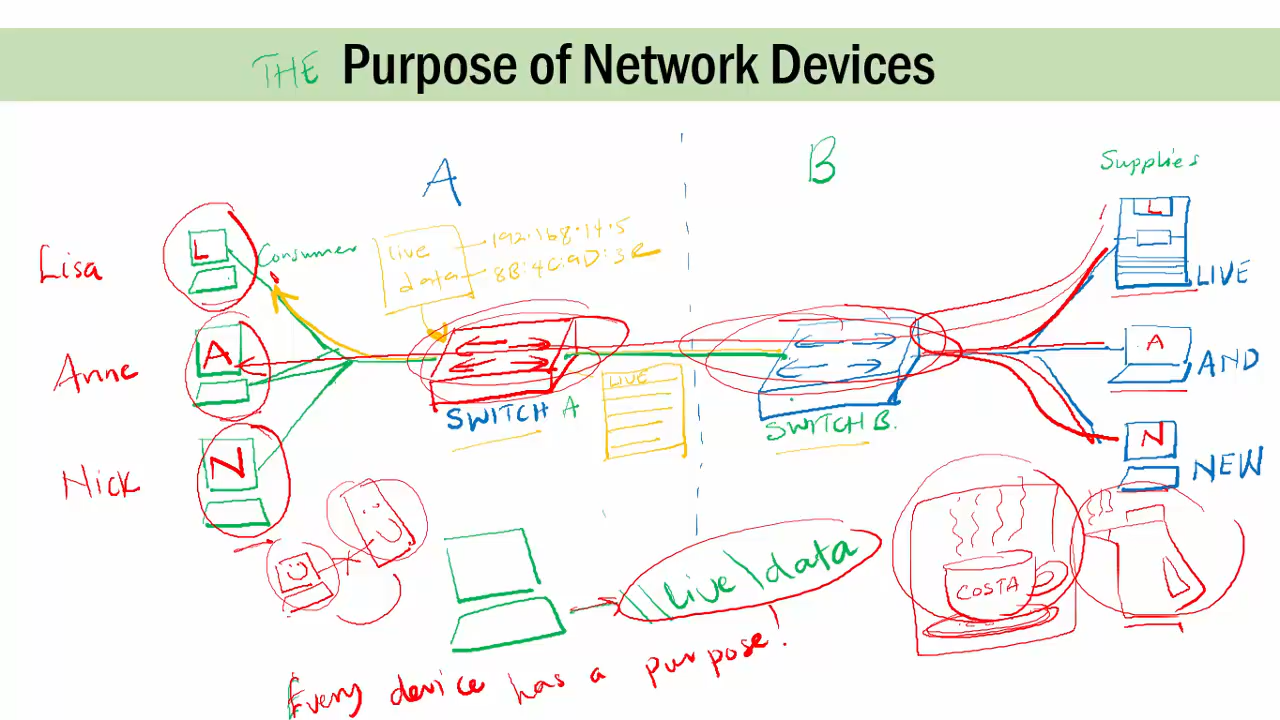 THE Purpose of Network Devices
A
B
Supplies
Lisa
L
Consumer
live
data
192.168.14.5
8B:4C:9D:3E
L
LIVE
Anne
A
A
AND
SWITCH A
LIVE
SWITCH B.
Nick
N
N
NEW
\\live\data
COSTA
Every device has a purpose!